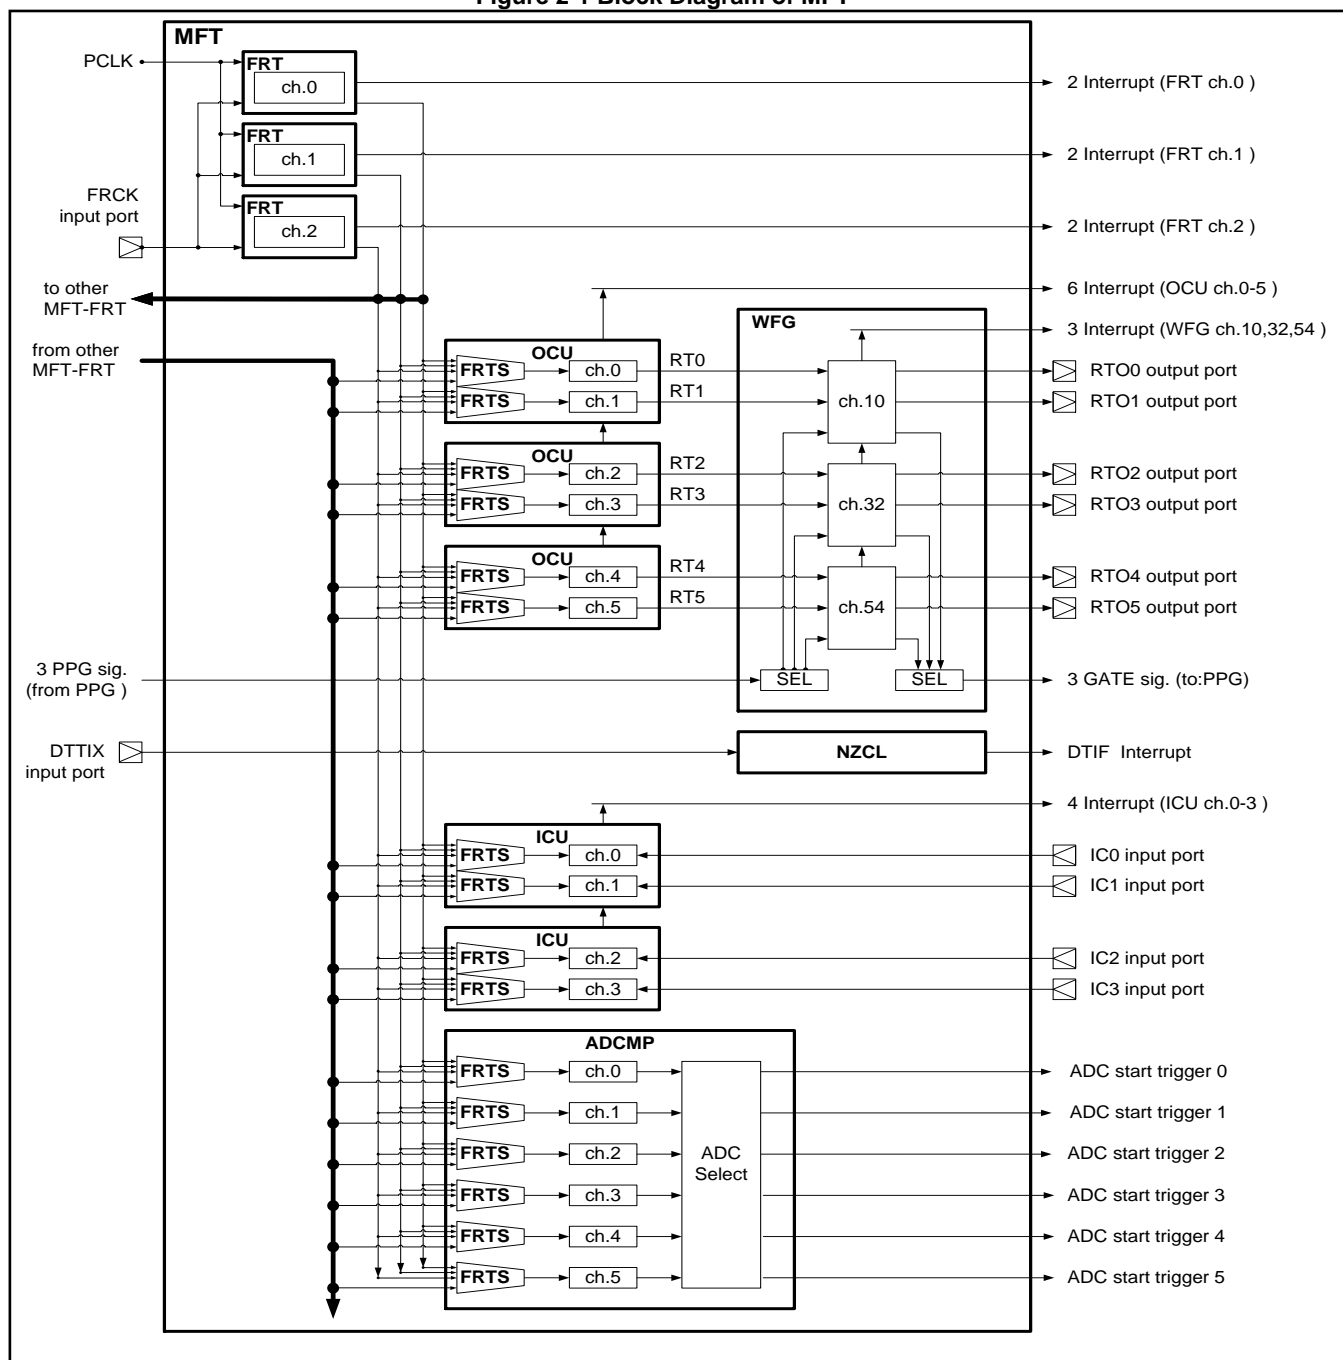 Figure 2-1 Block Diagram of MFT
MFT
PCLK
FRT
ch.0
2 Interrupt (FRT ch.0 )
FRT
ch.1
2 Interrupt (FRT ch.1 )
FRCK
input port
FRT
ch.2
2 Interrupt (FRT ch.2 )
to other
MFT-FRT
6 Interrupt (OCU ch.0-5 )
WFG
3 Interrupt (WFG ch.10,32,54 )
from other
MFT-FRT
OCU
FRTS
ch.0
RT0
RTO0 output port
FRTS
ch.1
RT1
ch.10
RTO1 output port
OCU
FRTS
ch.2
RT2
RTO2 output port
FRTS
ch.3
RT3
ch.32
RTO3 output port
OCU
FRTS
ch.4
RT4
RTO4 output port
FRTS
ch.5
RT5
ch.54
RTO5 output port
3 PPG sig.
(from PPG )
SEL
SEL
3 GATE sig. (to:PPG)
DTTIX
input port
NZCL
DTIF Interrupt
4 Interrupt (ICU ch.0-3 )
ICU
FRTS
ch.0
IC0 input port
FRTS
ch.1
IC1 input port
ICU
FRTS
ch.2
IC2 input port
FRTS
ch.3
IC3 input port
ADCMP
FRTS
ch.0
ADC start trigger 0
FRTS
ch.1
ADC start trigger 1
FRTS
ch.2
ADC
Select
ADC start trigger 2
FRTS
ch.3
ADC start trigger 3
FRTS
ch.4
ADC start trigger 4
FRTS
ch.5
ADC start trigger 5